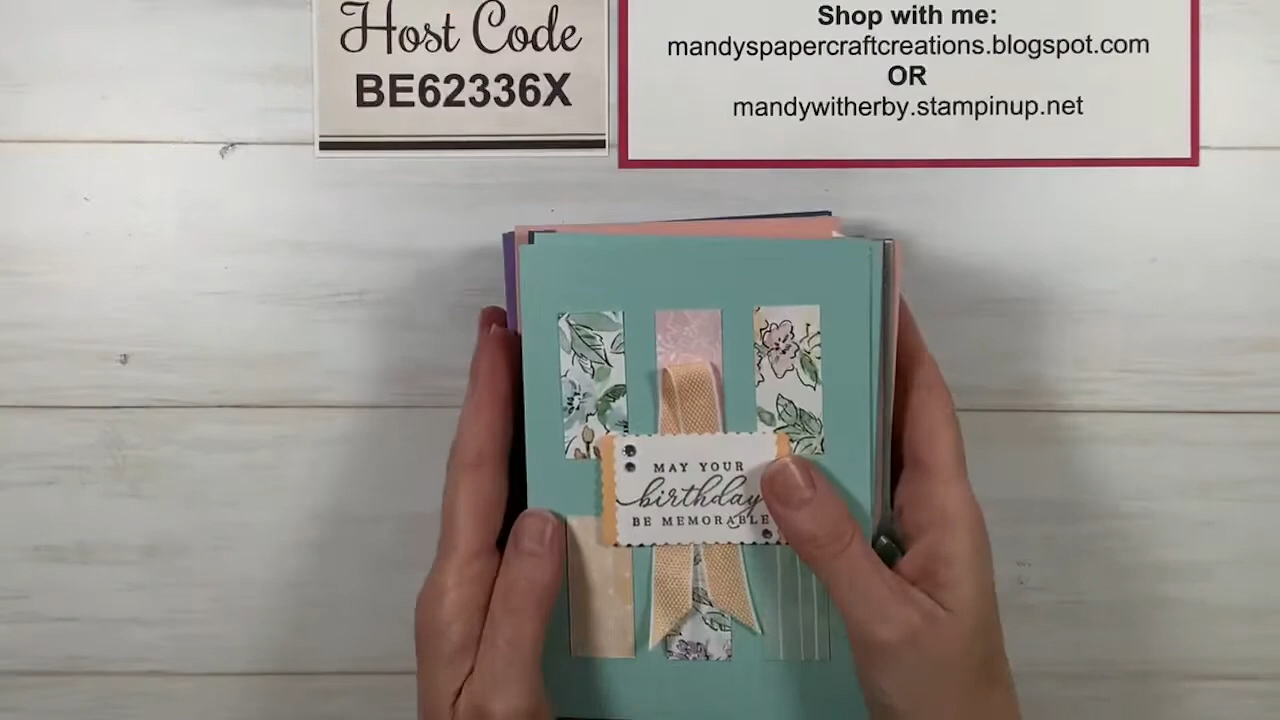 Host Code
BE62336X
Shop with me:
mandyspapercraftcreations.blogspot.com
OR
mandywitherby.stampinup.net
MAY YOUR
birthday
BE MEMORABLE